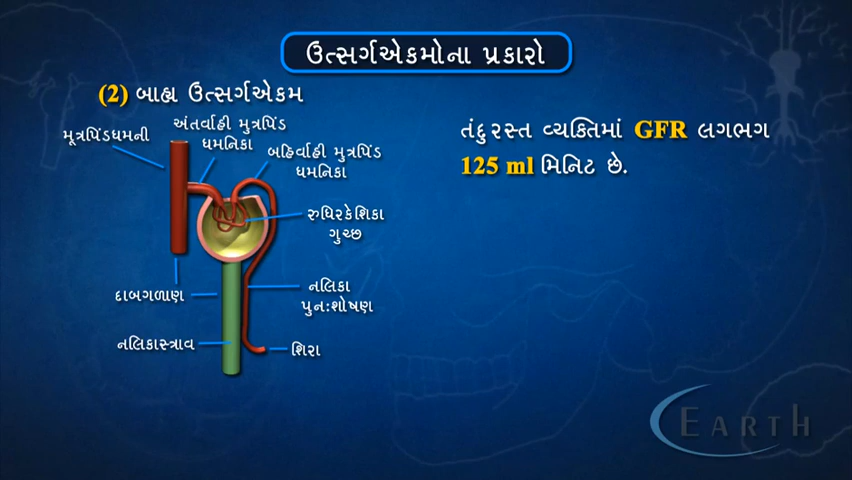 ઉત્સર્ગએકમોના પ્રકારો
(2) બાહ્ય ઉત્સર્ગએકમ
મૂત્રપિંડધમની
અંતર્વાહી મુત્રપિંડ
ધમનિકા
બહિર્વાહી મુત્રપિંડ
ધમનિકા
રુધિરકેશિકા
ગુચ્છ
દાબગળાણ
નલિકા
પુનઃશોષણ
નલિકાસ્ત્રાવ
શિરા
તંદુરસ્ત વ્યક્તિમાં GFR લગભગ
125 ml મિનિટ છે.
EARTH